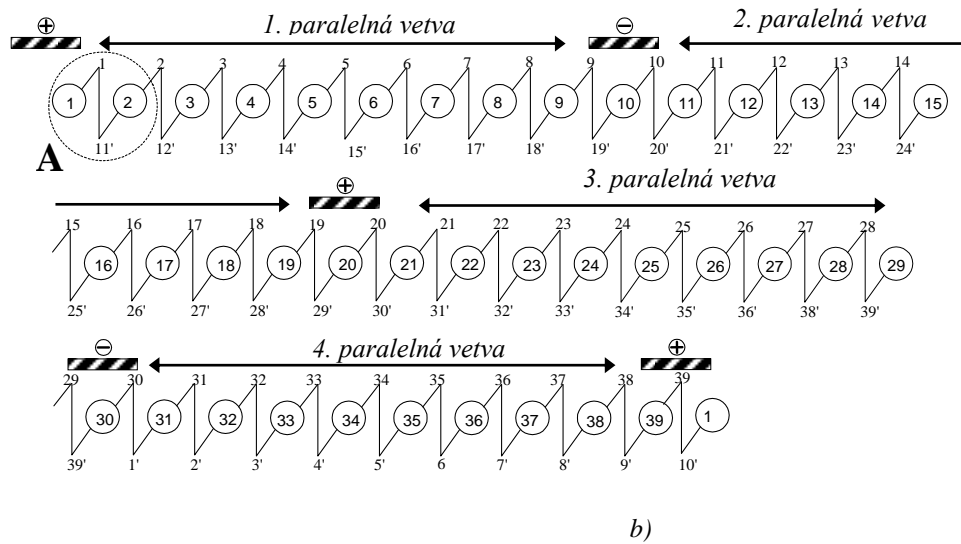 1. paralelná vetva 2. paralelná vetva
+ −
1 2 3 4 5 6 7 8 9 10 11 12 13 14
1 2 3 4 5 6 7 8 9 10 11 12 13 14 15
11' 12' 13' 14' 15' 16' 17' 18' 19' 20' 21' 22' 23' 24'
A
3. paralelná vetva
+
15 16 17 18 19 20 21 22 23 24 25 26 27 28
16 17 18 19 20 21 22 23 24 25 26 27 28 29
25' 26' 27' 28' 29' 30' 31' 32' 33' 34' 35' 36' 38' 39'
− 4. paralelná vetva +
29 30 31 32 33 34 35 36 37 38 39
30 31 32 33 34 35 36 37 38 39 1
39' 1' 2' 3' 4' 5' 6 7' 8' 9' 10'
b)